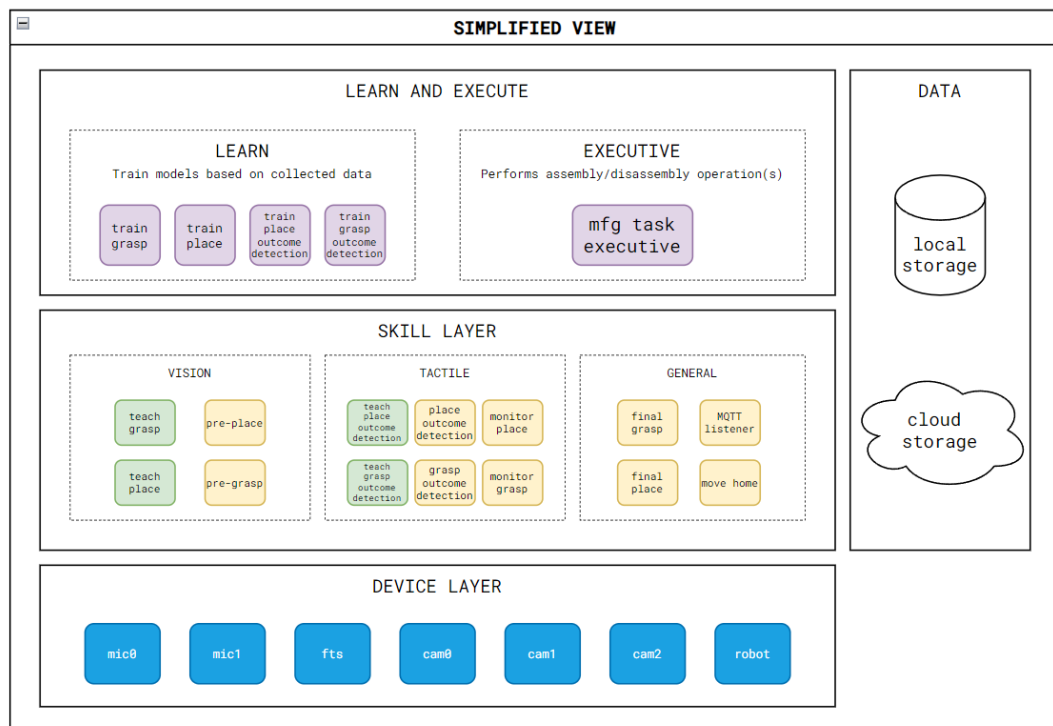 SIMPLIFIED VIEW
LEARN AND EXECUTE
LEARN
Train models based on collected data
train
grasp
train
place
train
place
outcome
detection
train
grasp
outcome
detection
EXECUTIVE
Performs assembly/disassembly operation(s)
mfg task
executive
DATA
local
storage
cloud
storage
SKILL LAYER
VISION
teach
grasp
pre-place
teach
place
pre-grasp
TACTILE
teach
place
outcome
detection
place
outcome
detection
monitor
place
teach
grasp
outcome
detection
grasp
outcome
detection
monitor
grasp
GENERAL
final
grasp
MQTT
listener
final
place
move home
DEVICE LAYER
mic0
mic1
fts
cam0
cam1
cam2
robot